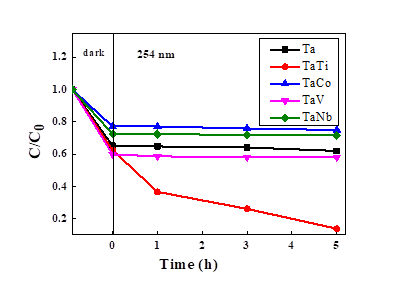 dark
254 nm
Ta
TaTi
TaCo
TaV
TaNb
1.2
1.0
0.8
0.6
0.4
0.2
C/C0
0 1 2 3 4 5
Time (h)